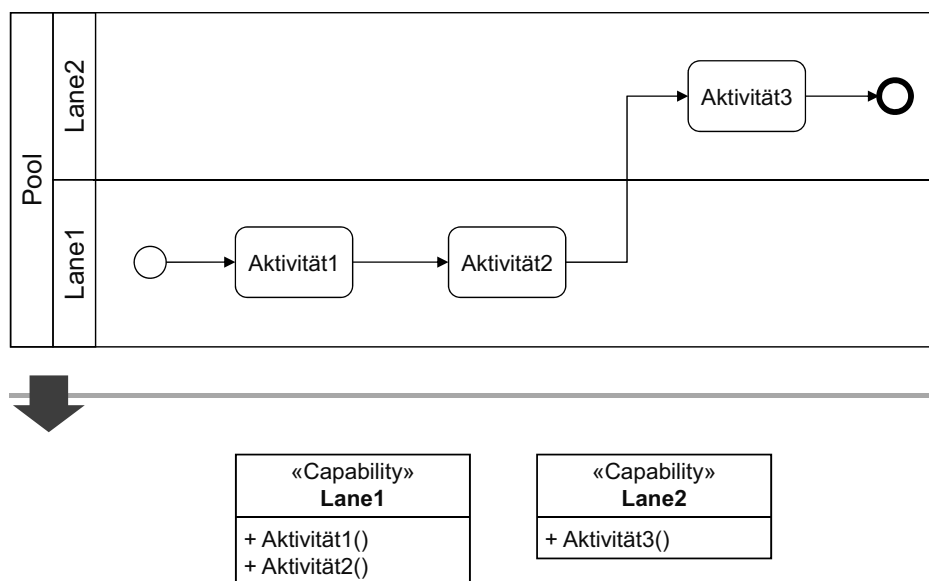 Pool
Lane2
Aktivität3
Lane1
Aktivität1
Aktivität2
«Capability»
Lane1
+ Aktivität1()
+ Aktivität2()
«Capability»
Lane2
+ Aktivität3()